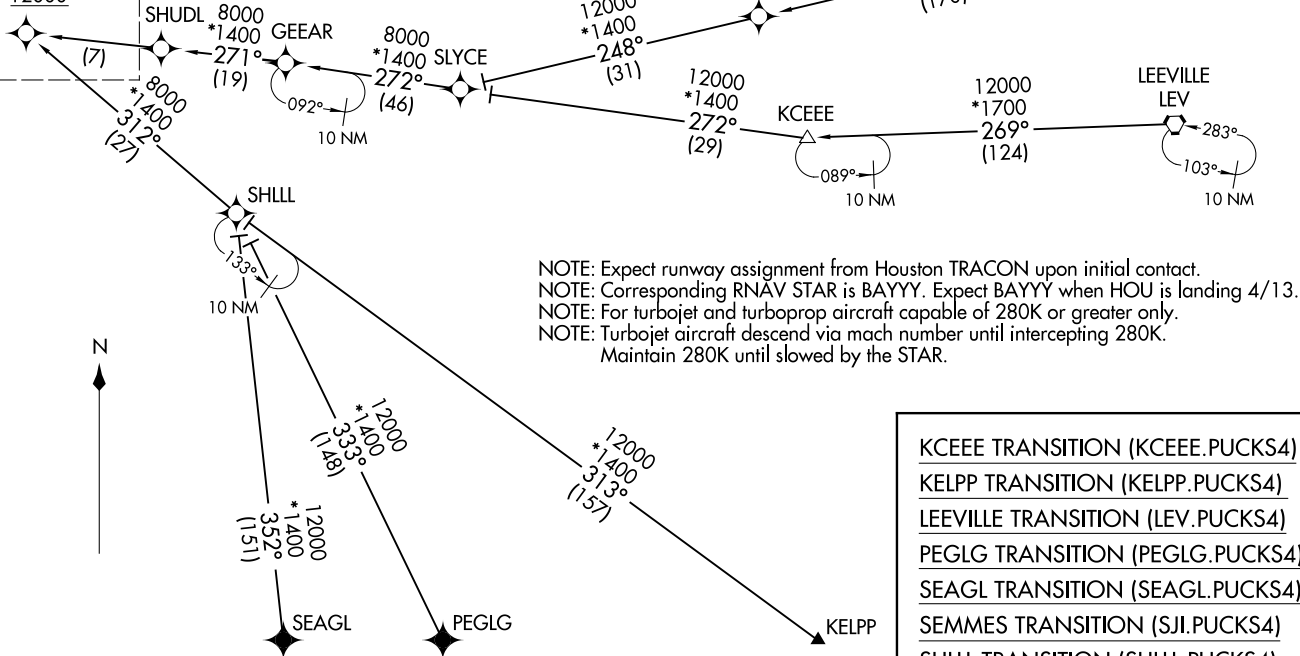 SHUDL
8000
*1400
271°
(19)
(7)
GEEAR
092°
10 NM
8000
*1400
272°
(46)
SLYCE
12000
*1400
248°
(31)
12000
*1400
272°
(29)
KCEEE
089°
10 NM
12000
*1700
269°
(124)
LEEVILLE
LEV
283°
103°
10 NM
8000
*1400
312°
(27)
SHLLL
133°
10 NM
NOTE: Expect runway assignment from Houston TRACON upon initial contact.
NOTE: Corresponding RNAV STAR is BAYYY. Expect BAYYY when HOU is landing 4/13.
NOTE: For turbojet and turboprop aircraft capable of 280K or greater only.
NOTE: Turbojet aircraft descend via mach number until intercepting 280K.
Maintain 280K until slowed by the STAR.
N
12000
*1400
352°
(151)
12000
*1400
333°
(148)
12000
*1400
313°
(157)
SEAGL
PEGLG
KELPP
KCEEE TRANSITION (KCEEE.PUCKS4)
KELPP TRANSITION (KELPP.PUCKS4)
LEEVILLE TRANSITION (LEV.PUCKS4)
PEGLG TRANSITION (PEGLG.PUCKS4)
SEAGL TRANSITION (SEAGL.PUCKS4)
SEMMES TRANSITION (SJI.PUCKS4)